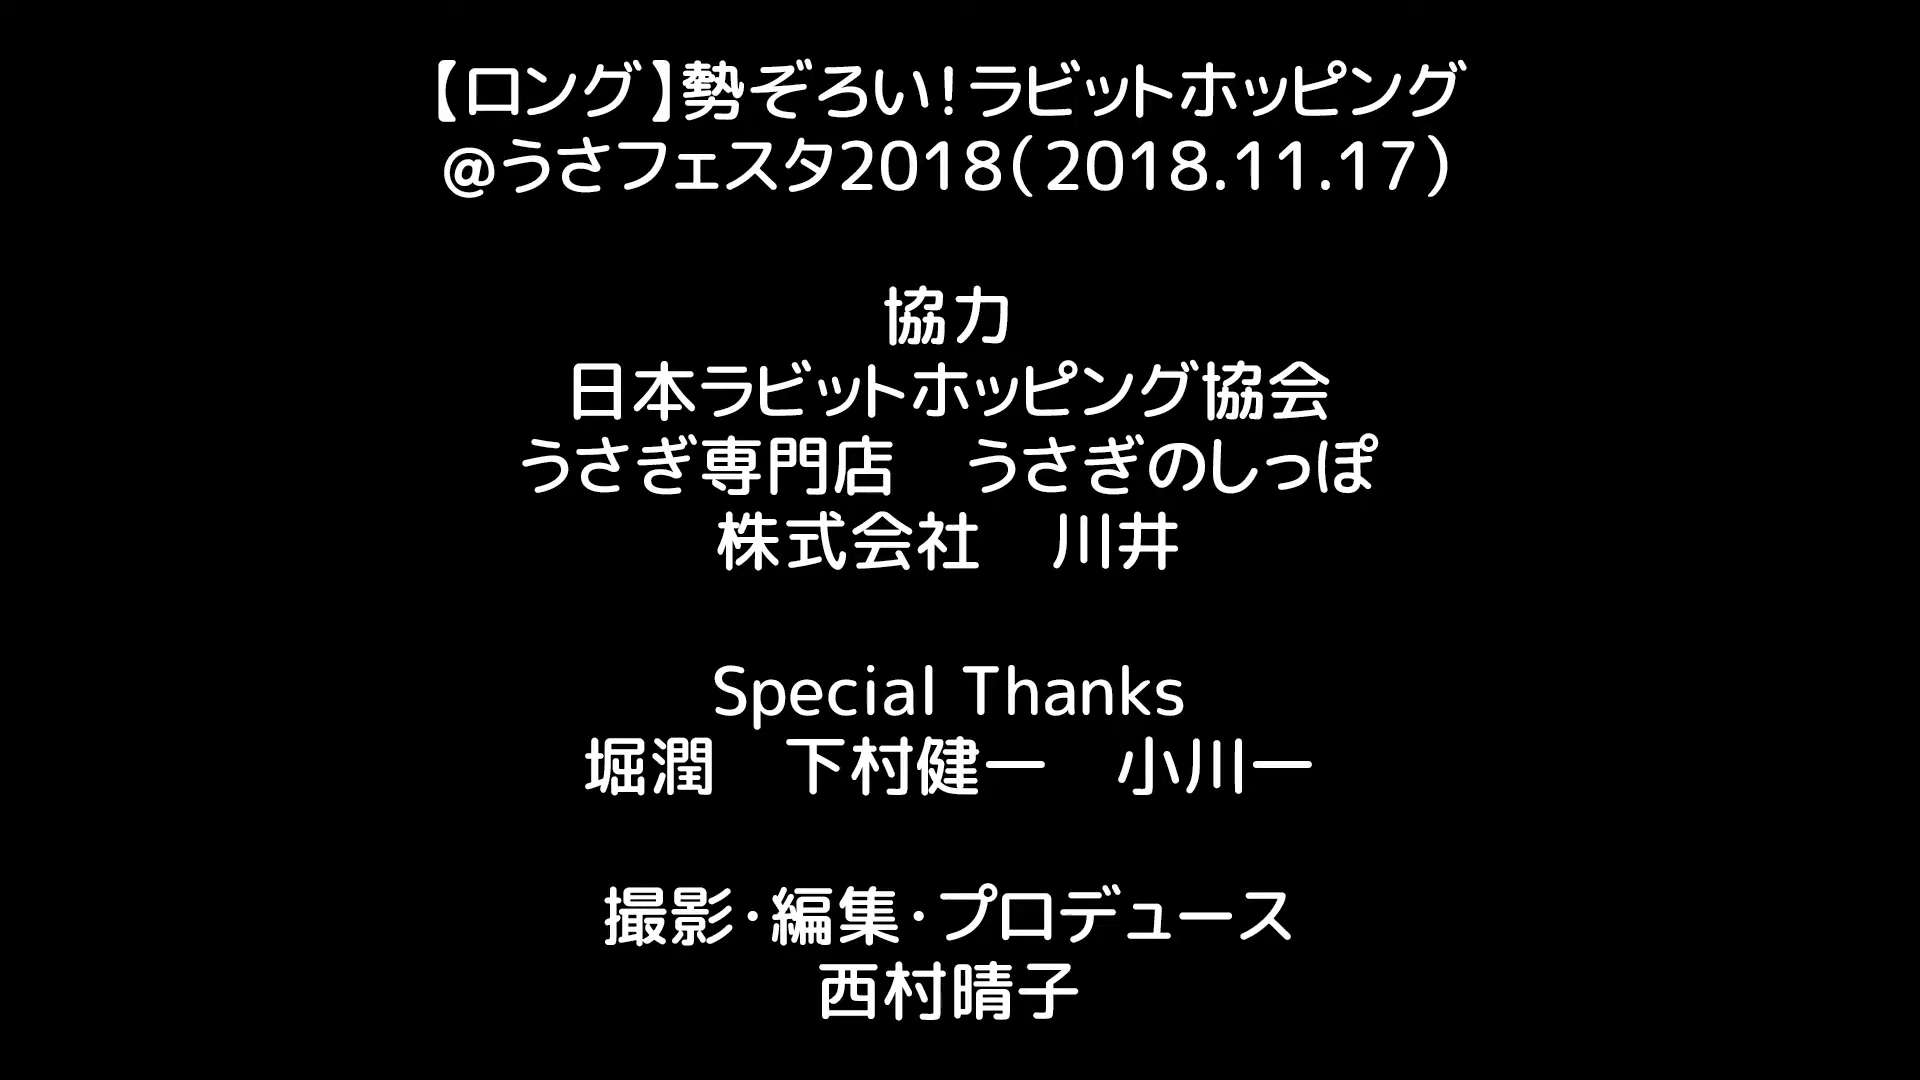 【ロング】勢ぞろい！ラビットホッピング
@うさフェスタ2018（2018.11.17）
協力
日本ラビットホッピング協会
うさぎ専門店　うさぎのしっぽ
株式会社　川井
Special Thanks
堀潤　下村健一　小川一
撮影・編集・プロデュース
西村晴子